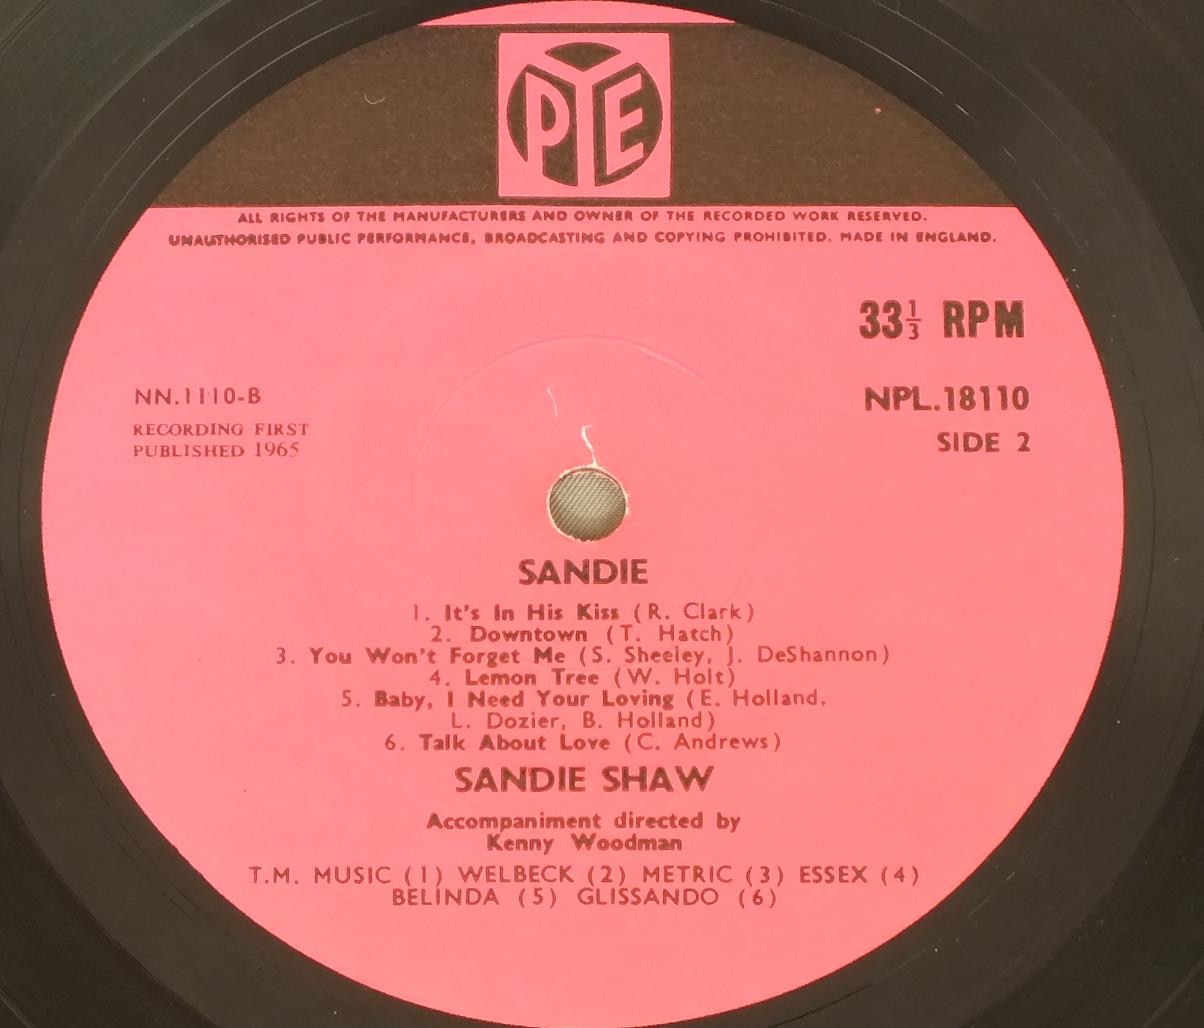 PYE
ALL RIGHTS OF THE MANUFACTURERS AND OWNER OF THE RECORDED WORK RESERVED.
UNAUTHORISED PUBLIC PERFORMANCE, BROADCASTING AND COPYING PROHIBITED. MADE IN ENGLAND.
33⅓ RPM
NN.1110-B
NPL.18110
RECORDING FIRST
PUBLISHED 1965
SIDE 2
SANDIE
1. It's In His Kiss (R. Clark)
2. Downtown (T. Hatch)
3. You Won't Forget Me (S. Sheeley, J. DeShannon)
4. Lemon Tree (W. Holt)
5. Baby, I Need Your Loving (E. Holland,
L. Dozier, B. Holland)
6. Talk About Love (C. Andrews)
SANDIE SHAW
Accompaniment directed by
Kenny Woodman
T.M. MUSIC (1) WELBECK (2) METRIC (3) ESSEX (4)
BELINDA (5) GLISSANDO (6)